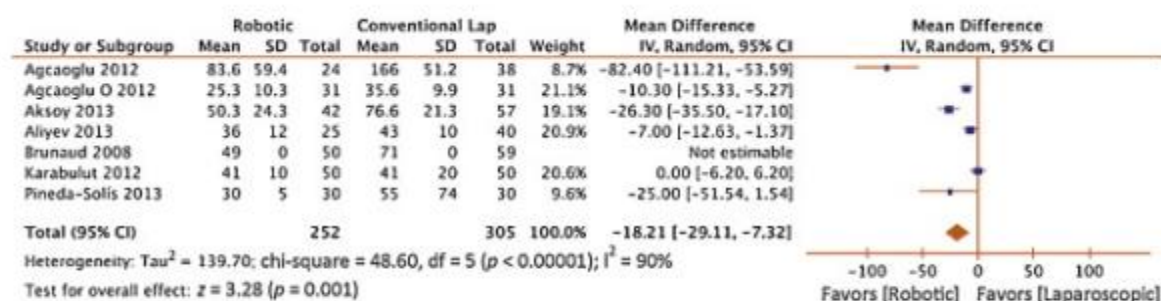 Robotic Conventional Lap Mean Difference Mean Difference
Study or Subgroup Mean SD Total Mean SD Total Weight IV, Random, 95% CI IV, Random, 95% CI
Agcaoglu 2012 83.6 59.4 24 166 51.2 38 8.7% −82.40 [−111.21, −53.59]
Agcaoglu O 2012 25.3 10.3 31 35.6 9.9 31 21.1% −10.30 [−15.33, −5.27]
Aksoy 2013 50.3 24.3 42 76.6 21.3 57 19.1% −26.30 [−35.50, −17.10]
Aliyev 2013 36 12 25 43 10 40 20.9% −7.00 [−12.63, −1.37]
Brunaud 2008 49 0 50 71 0 59 Not estimable
Karabulut 2012 41 10 50 41 20 50 20.6% 0.00 [−6.20, 6.20]
Pineda-Solis 2013 30 5 30 55 74 30 9.6% −25.00 [−51.54, 1.54]
Total (95% CI) 252 305 100.0% −18.21 [−29.11, −7.32]
Heterogeneity: Tau² = 139.70; chi-square = 48.60, df = 5 (p < 0.00001); I² = 90%
−100 −50 0 50 100
Test for overall effect: z = 3.28 (p = 0.001)
Favors [Robotic] Favors [Laparoscopic]